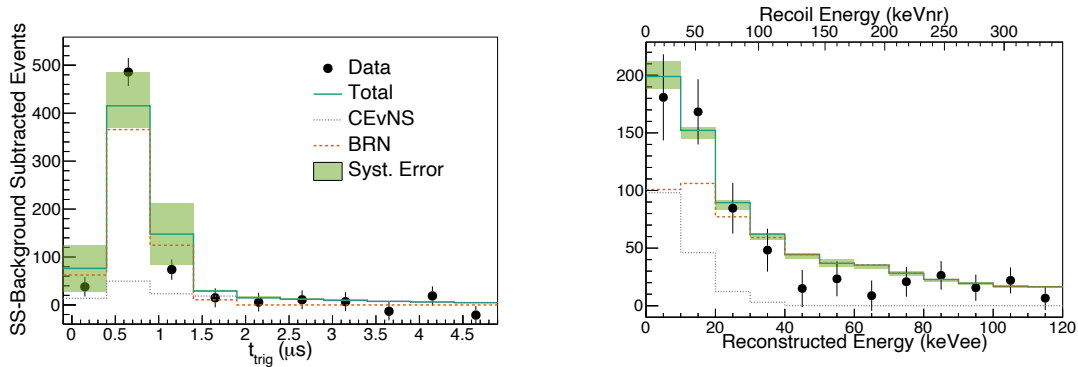 SS-Background Subtracted Events
500
400
300
200
100
0
Data
Total
CEvNS
BRN
Syst. Error
0 0.5 1 1.5 2 2.5 3 3.5 4 4.5
t_trig (μs)
Recoil Energy (keVnr)
0 50 100 150 200 250 300
200
150
100
50
0
0 20 40 60 80 100 120
Reconstructed Energy (keVee)